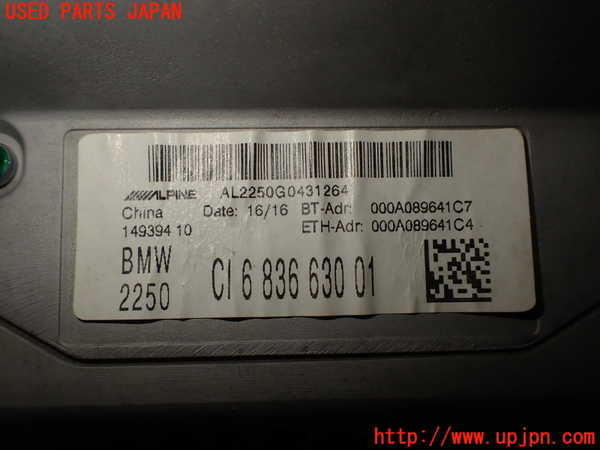 USED PARTS JAPAN
ALPINE AL2250G0431264
China Date: 16/16 BT-Adr: 000A089641C7
149394 10 ETH-Adr: 000A089641C4
BMW
2250 CI 6 836 630 01
http://www.upjpn.com/